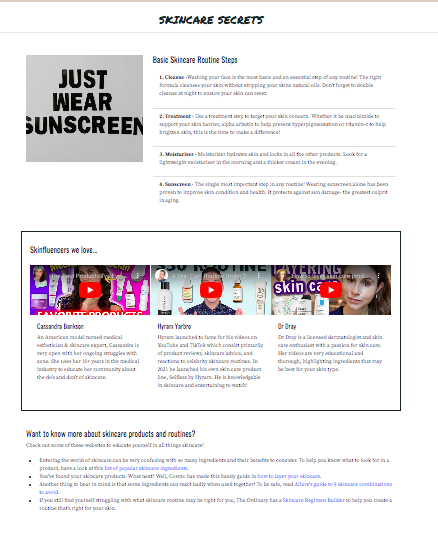 SKINCARE SECRETS
JUST
WEAR
SUNSCREEN
Basic Skincare Routine Steps
1. Cleanse -Washing your face is the most basic and an essential step of any routine! The right
formula cleanses your skin without stripping your skins natural oils. Don't forget to double
cleanse at night to ensure your skin can reset.
2. Treatment - Use a treatment step to target your skin concern. Whether it be niacinimide to
support your skin barrier, alpha arbutin to help prevent hyperpigmentation or vitamin-c to help
brighten skin, this is the time to make a difference!
3. Moisturiser - Moisturiser hydrates skin and locks in all the other products. Look for a
lightweight moisturiser in the morning and a thicker cream in the evening.
4. Sunscreen - The single most important step in any routine! Wearing sunscreen alone has been
proven to improve skin condition and health. It protects against sun damage- the greatest culprit
in aging.
Skinfluencers we love...
FAVORITE PRODUCTS
LAYERING
skin ca
Cassandra Bankson
An American model turned medical
esthetician & skincare expert, Cassandra is
very open with her ongoing struggles with
acne. She uses her 10+ years in the medical
industry to educate her community about
the do's and don't of skincare.
Hyram Yarbro
Hyram launched to fame for his videos on
YouTube and TikTok which consist primarily
of product reviews, skincare advice, and
reactions to celebrity skincare routines. In
2021 he launched his own skin care product
line, Selfless by Hyram. He is knowledgable
in skincare and entertaining to watch!
Dr Dray
Dr Dray is a licensed dermatologist and skin
care enthusiast with a passion for skin care.
Her videos are very educational and
thorough, highlighting ingredients that may
be best for your skin type.
Want to know more about skincare products and routines?
Check out some of these websites to educate yourself in all things skincare!
Entering the world of skincare can be very confusing with so many ingredients and their benefits to consider. To help you know what to look for in a
product, have a look at this list of popular skincare ingredients.
You've found your skincare products. What next! Well, Cosmo has made this handy guide in how to layer your skincare.
Another thing to bear in mind is that some ingredients can react badly when used together! To be safe, read Allure's guide to 9 skincare combinations
to avoid.
If you still find yourself struggling with what skincare routine may be right for you, The Ordinary has a Skincare Regimen Builder to help you create a
routine that's right for your skin.